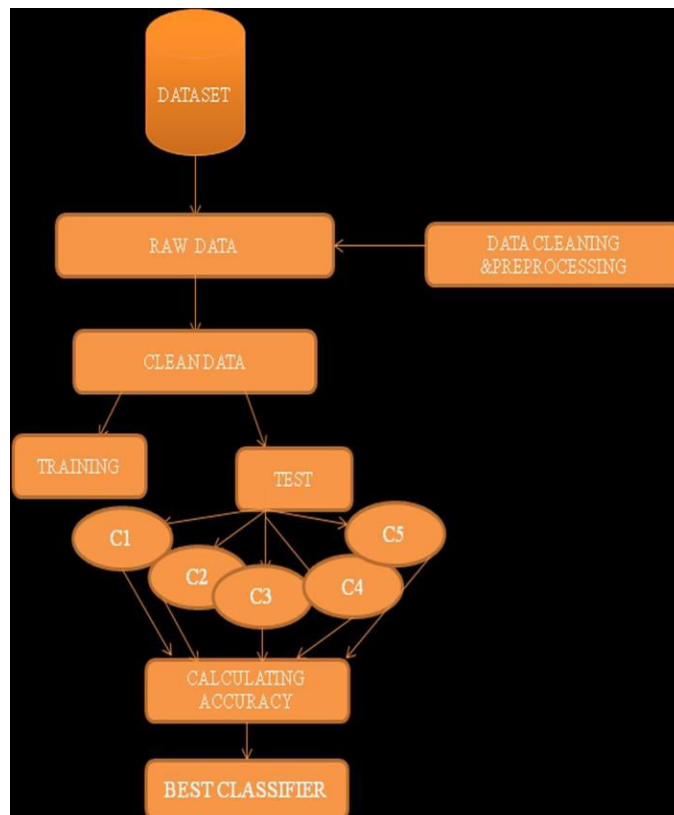 DATASET
RAW DATA
DATA CLEANING
&PREPROCESSING
CLEAN DATA
TRAINING
TEST
C1
C2
C3
C4
C5
CALCULATING
ACCURACY
BEST CLASSIFIER